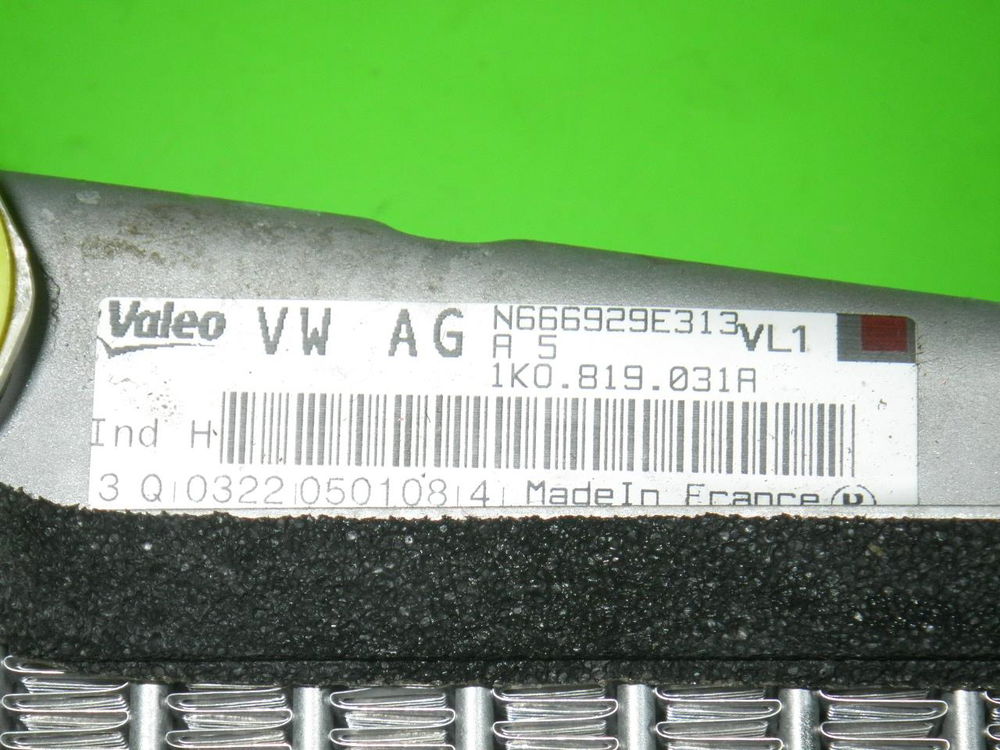 Valeo VW AG N666929E313 VL1
A 5
1K0.819.031A
Ind H
3 Q 0322 050108 4 MadeIn France